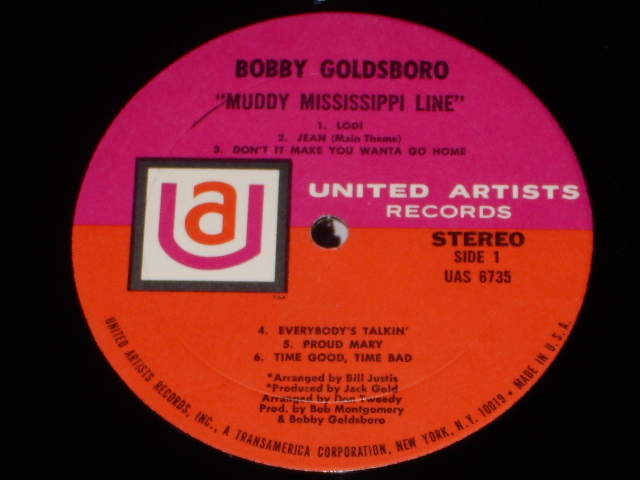 BOBBY GOLDSBORO
"MUDDY MISSISSIPPI LINE"
1. LODI
2. JEAN (Main Theme)
3. DON'T IT MAKE YOU WANTA GO HOME
ua
UNITED ARTISTS
RECORDS
STEREO
SIDE 1
UAS 6735
4. EVERYBODY'S TALKIN'
5. PROUD MARY
6. TIME GOOD, TIME BAD
*Arranged by Bill Justis
*Produced by Jack Gold
Arranged by Don Tweedy
Prod. by Bob Montgomery
& Bobby Goldsboro
UNITED ARTISTS RECORDS, INC., A TRANSAMERICA CORPORATION, NEW YORK, N.Y. 10019 • MADE IN U.S.A.